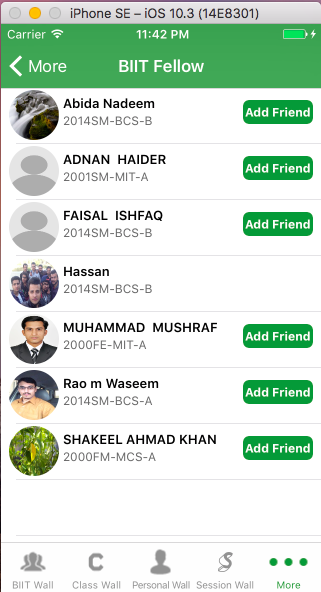 iPhone SE – iOS 10.3 (14E8301)
Carrier 11:42 PM
More BIIT Fellow
Abida Nadeem
2014SM-BCS-B
Add Friend
ADNAN HAIDER
2001SM-MIT-A
Add Friend
FAISAL ISHFAQ
2014SM-BCS-B
Add Friend
Hassan
2014SM-BCS-B
MUHAMMAD MUSHRAF
2000FE-MIT-A
Add Friend
Rao m Waseem
2014SM-BCS-A
Add Friend
SHAKEEL AHMAD KHAN
2000FM-MCS-A
Add Friend
BIIT Wall Class Wall Personal Wall Session Wall More